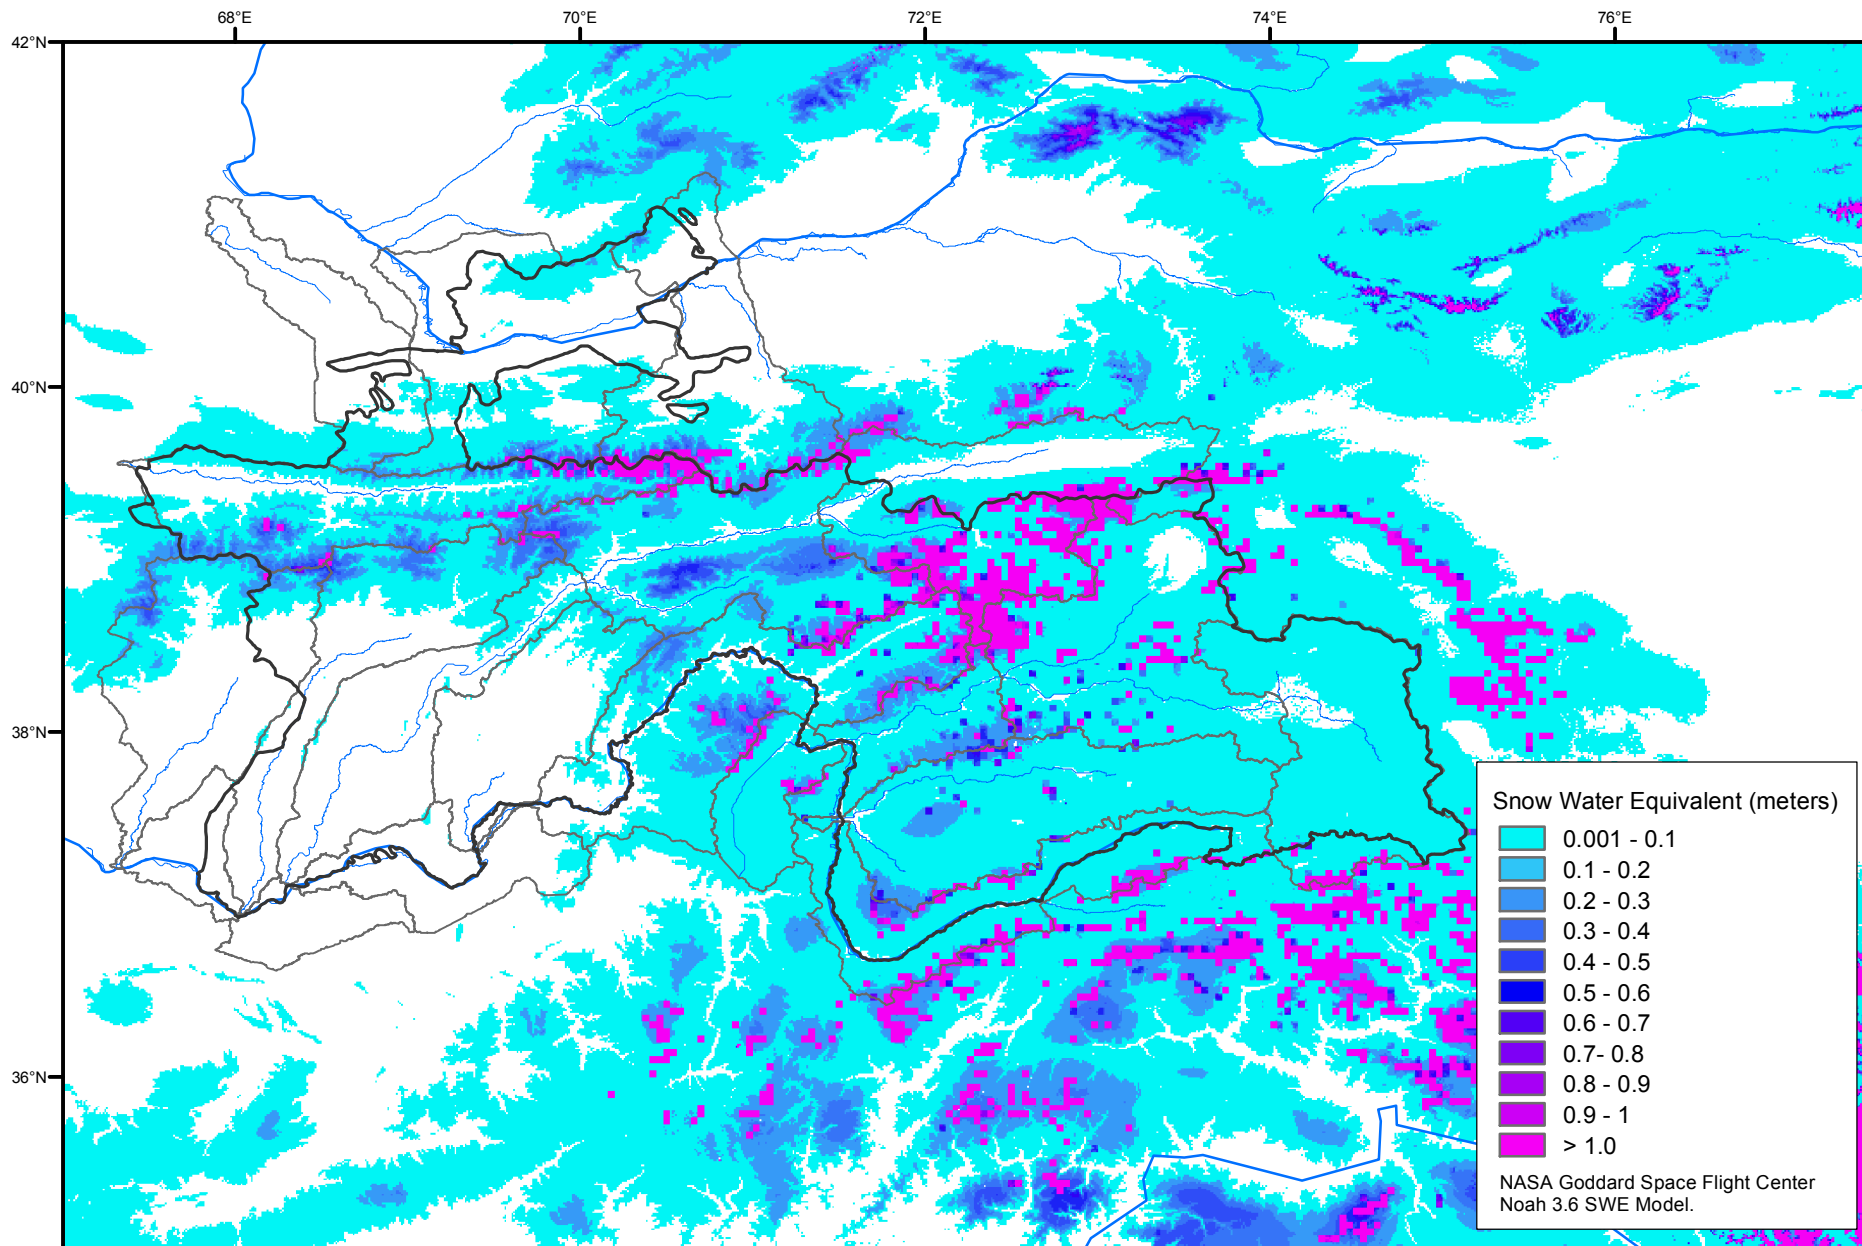 68°E 70°E 72°E 74°E 76°E
42°N
40°N
38°N
36°N
Snow Water Equivalent (meters)
0.001 - 0.1
0.1 - 0.2
0.2 - 0.3
0.3 - 0.4
0.4 - 0.5
0.5 - 0.6
0.6 - 0.7
0.7- 0.8
0.8 - 0.9
0.9 - 1
> 1.0
NASA Goddard Space Flight Center
Noah 3.6 SWE Model.